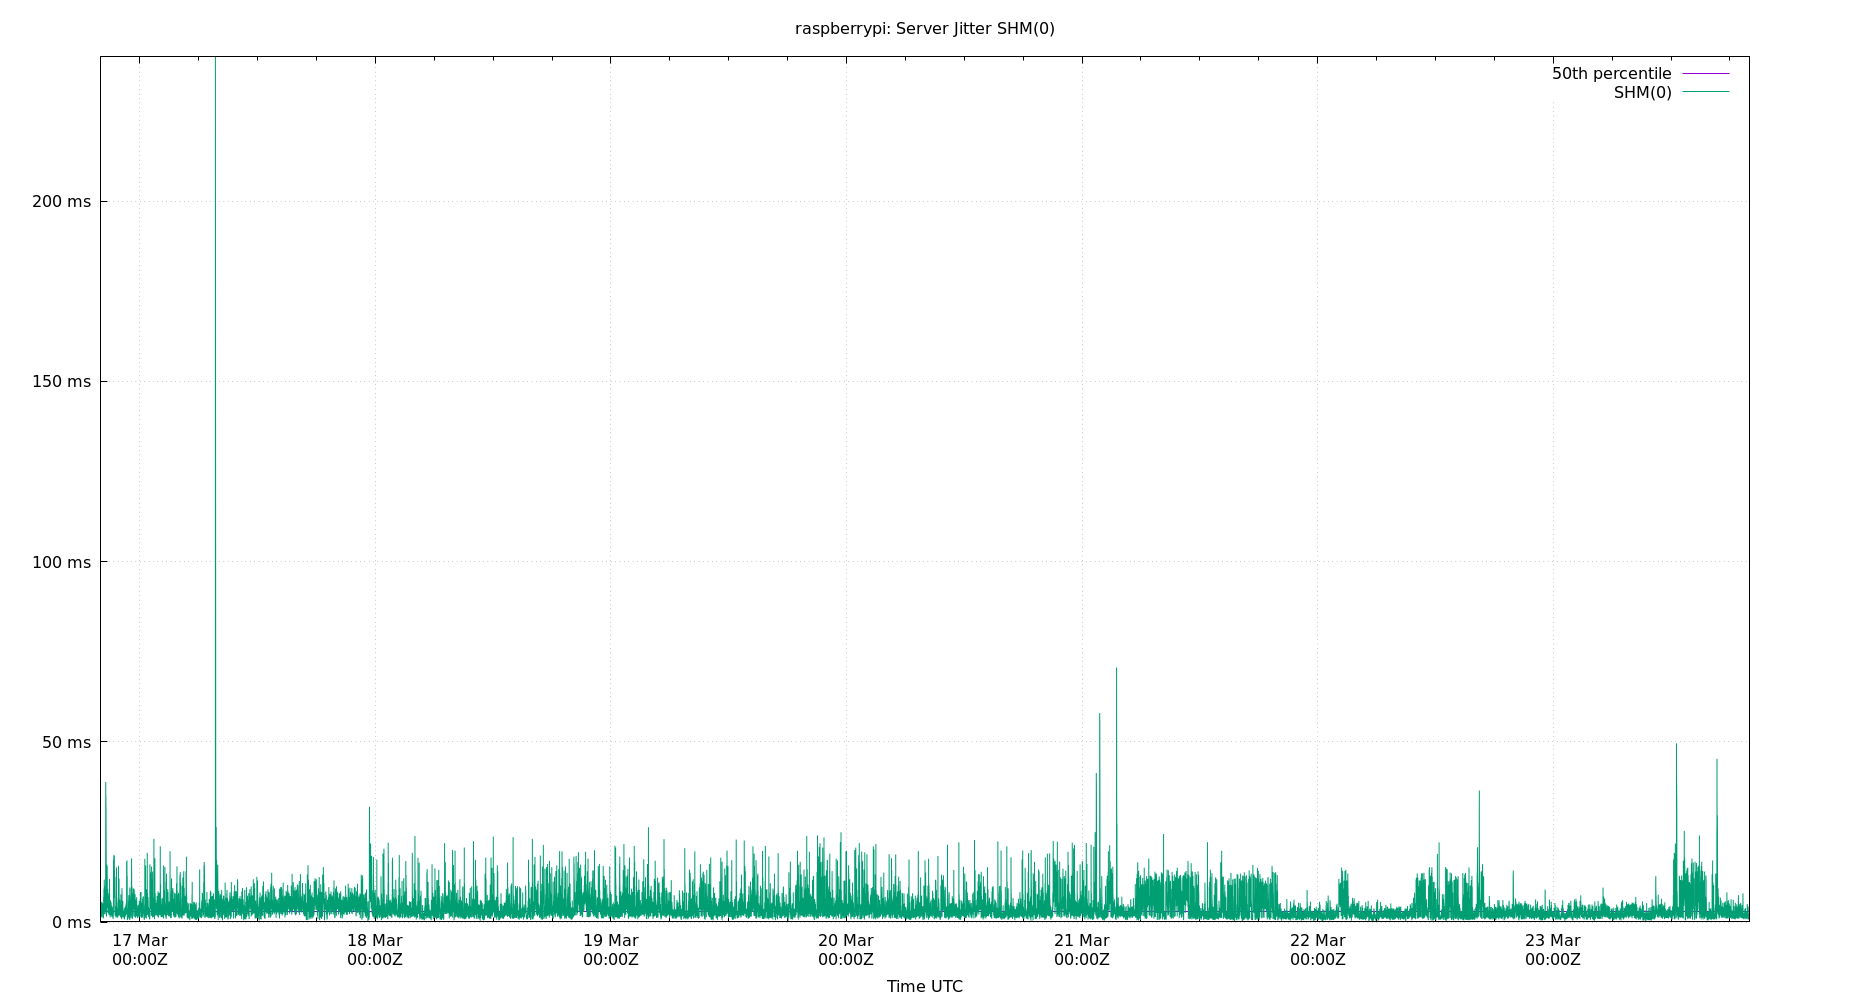 raspberrypi: Server Jitter SHM(0)
50th percentile
SHM(0)
200 ms
150 ms
100 ms
50 ms
0 ms
17 Mar 18 Mar 19 Mar 20 Mar 21 Mar 22 Mar 23 Mar
00:00Z 00:00Z 00:00Z 00:00Z 00:00Z 00:00Z 00:00Z
Time UTC